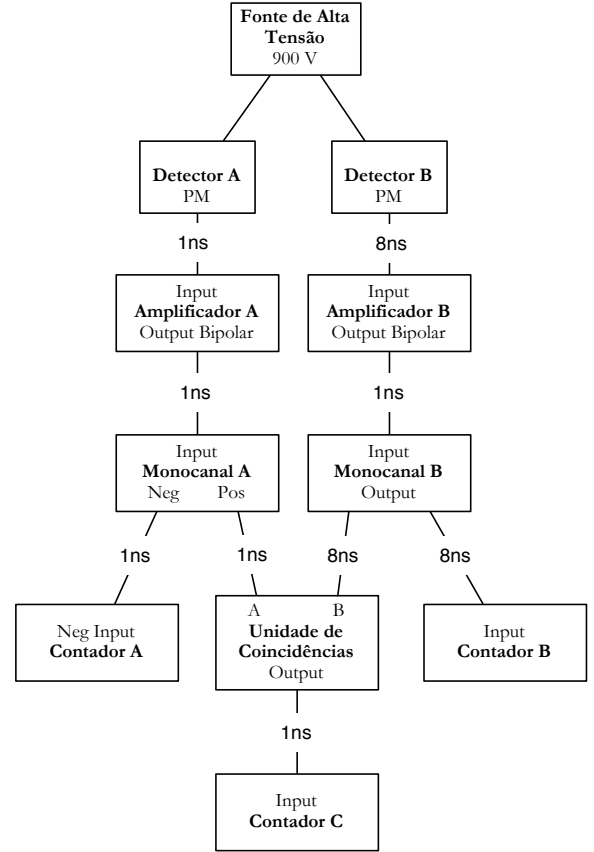 Fonte de Alta
Tensão
900 V
Detector A
PM
Detector B
PM
1ns
8ns
Input
Amplificador A
Output Bipolar
Input
Amplificador B
Output Bipolar
1ns
1ns
Input
Monocanal A
Neg Pos
Input
Monocanal B
Output
1ns
1ns
8ns
8ns
Neg Input
Contador A
A B
Unidade de
Coincidências
Output
Input
Contador B
1ns
Input
Contador C